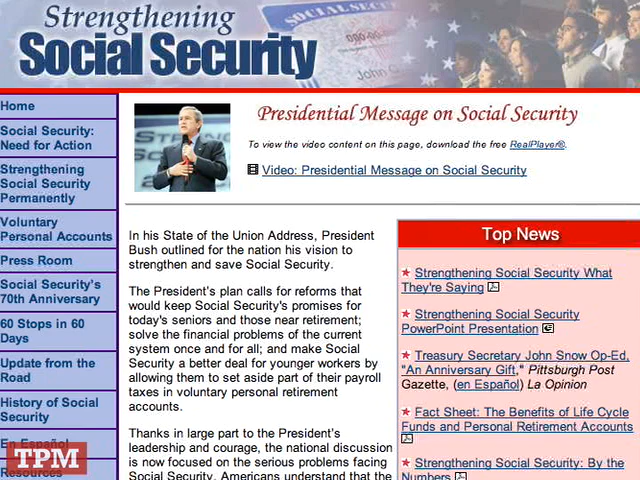 Strengthening
Social Security
SOCIAL SECURITY
Home
Social Security:
Need for Action
Strengthening
Social Security
Permanently
Voluntary
Personal Accounts
Press Room
Social Security's
70th Anniversary
60 Stops in 60
Days
Update from the
Road
History of Social
Security
En Español
Resources
TPM
Presidential Message on Social Security
To view the video content on this page, download the free RealPlayer®.
Video: Presidential Message on Social Security
In his State of the Union Address, President
Bush outlined for the nation his vision to
strengthen and save Social Security.
The President's plan calls for reforms that
would keep Social Security's promises for
today's seniors and those near retirement;
solve the financial problems of the current
system once and for all; and make Social
Security a better deal for younger workers by
allowing them to set aside part of their payroll
taxes in voluntary personal retirement
accounts.
Thanks in large part to the President's
leadership and courage, the national discussion
is now focused on the serious problems facing
Social Security. Americans understand that the
Top News
Strengthening Social Security What
They're Saying
Strengthening Social Security
PowerPoint Presentation
Treasury Secretary John Snow Op-Ed,
"An Anniversary Gift," Pittsburgh Post
Gazette, (en Español) La Opinion
Fact Sheet: The Benefits of Life Cycle
Funds and Personal Retirement Accounts
Strengthening Social Security: By the
Numbers